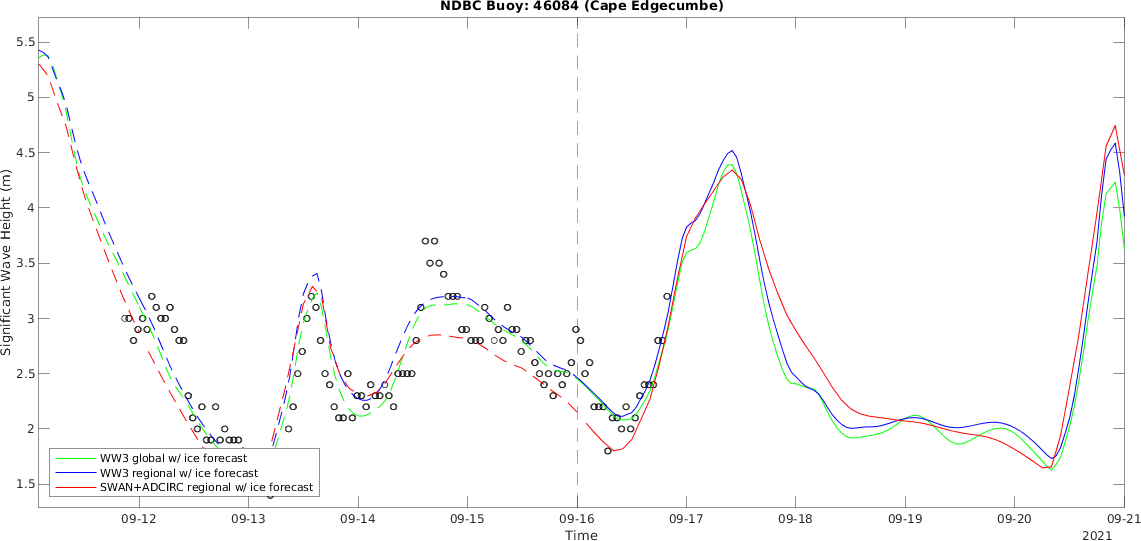 NDBC Buoy: 46084 (Cape Edgecumbe)
5.5
5
4.5
4
3.5
3
2.5
2
1.5
Significant Wave Height (m)
WW3 global w/ ice forecast
WW3 regional w/ ice forecast
SWAN+ADCIRC regional w/ ice forecast
09-12 09-13 09-14 09-15 09-16 09-17 09-18 09-19 09-20 09-21
Time
2021